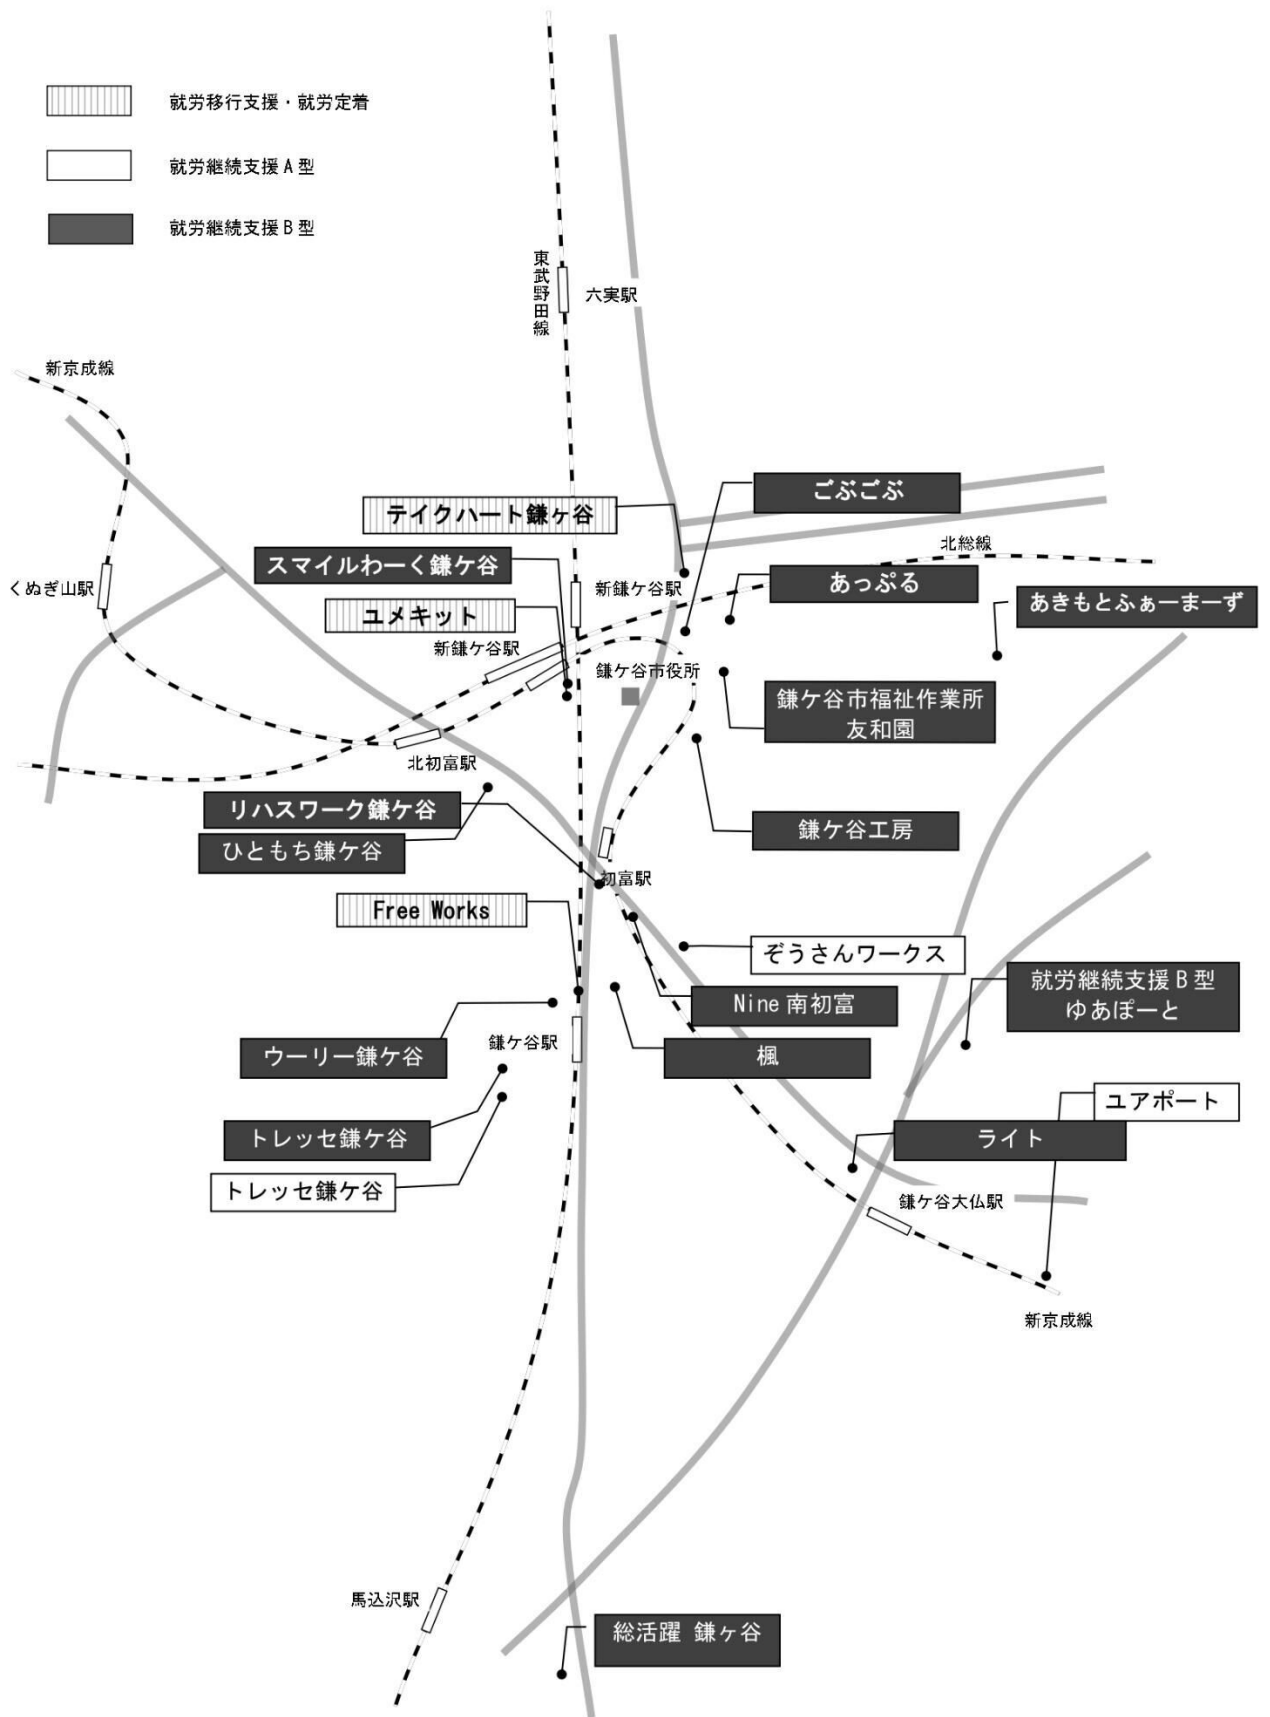 就労移行支援・就労定着
就労継続支援A型
就労継続支援B型
東武野田線
六実駅
新京成線
ごぶごぶ
テイクハート鎌ヶ谷
北総線
スマイルわーく鎌ケ谷
くぬぎ山駅
新鎌ケ谷駅
あっぷる
あきもとふぁーまーず
ユメキット
新鎌ケ谷駅
鎌ケ谷市役所
鎌ケ谷市福祉作業所
友和園
北初富駅
リハスワーク鎌ケ谷
鎌ケ谷工房
ひともち鎌ケ谷
初富駅
Free Works
ぞうさんワークス
就労継続支援B型
ゆあぽーと
Nine南初富
鎌ケ谷駅
ウーリー鎌ケ谷
楓
ユアポート
トレッセ鎌ケ谷
ライト
トレッセ鎌ケ谷
鎌ケ谷大仏駅
新京成線
馬込沢駅
総活躍 鎌ヶ谷